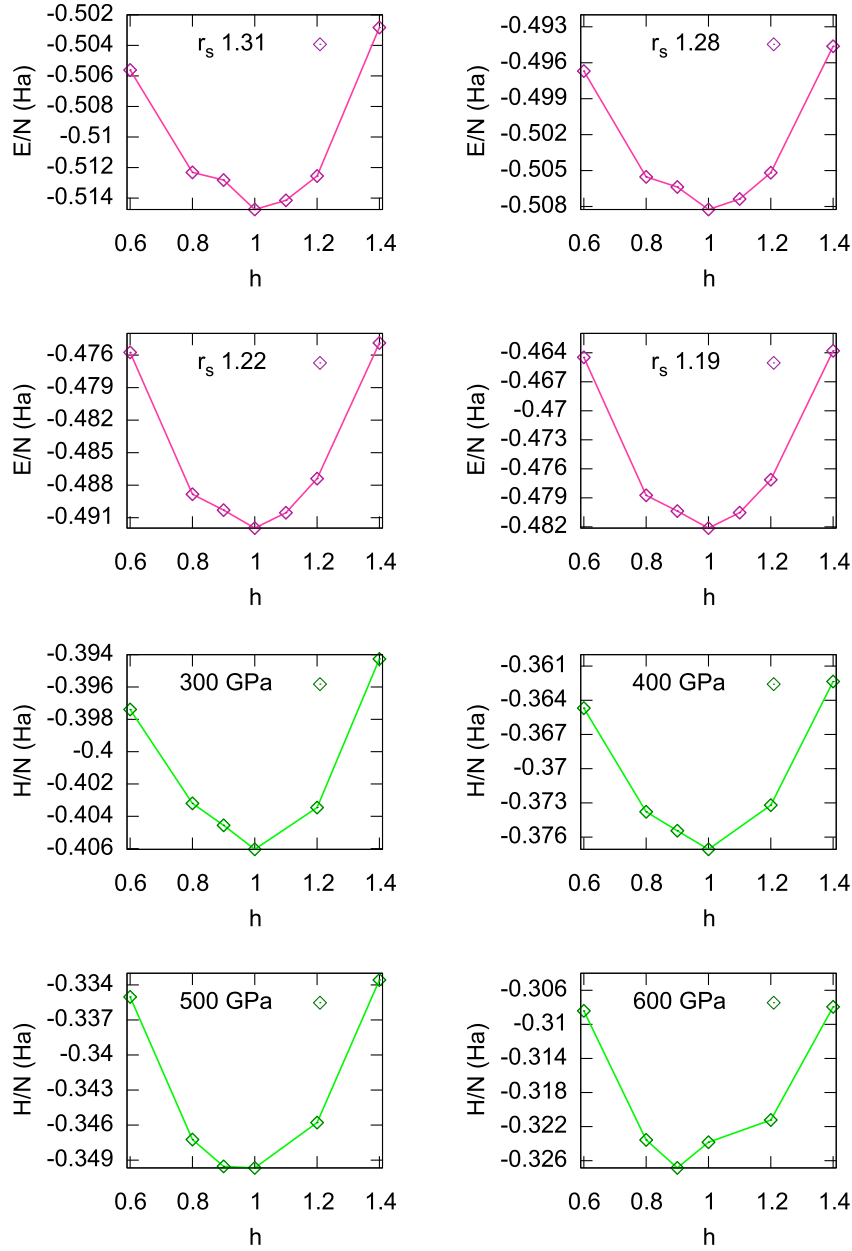 -0.502
-0.504
-0.506
-0.508
-0.51
-0.512
-0.514
E/N (Ha)
r_s 1.31
0.6 0.8 1 1.2 1.4
h
-0.493
-0.496
-0.499
-0.502
-0.505
-0.508
E/N (Ha)
r_s 1.28
0.6 0.8 1 1.2 1.4
h
-0.476
-0.479
-0.482
-0.485
-0.488
-0.491
E/N (Ha)
r_s 1.22
0.6 0.8 1 1.2 1.4
h
-0.464
-0.467
-0.47
-0.473
-0.476
-0.479
-0.482
E/N (Ha)
r_s 1.19
0.6 0.8 1 1.2 1.4
h
-0.394
-0.396
-0.398
-0.4
-0.402
-0.404
-0.406
H/N (Ha)
300 GPa
0.6 0.8 1 1.2 1.4
h
-0.361
-0.364
-0.367
-0.37
-0.373
-0.376
H/N (Ha)
400 GPa
0.6 0.8 1 1.2 1.4
h
-0.334
-0.337
-0.34
-0.343
-0.346
-0.349
H/N (Ha)
500 GPa
0.6 0.8 1 1.2 1.4
h
-0.306
-0.31
-0.314
-0.318
-0.322
-0.326
H/N (Ha)
600 GPa
0.6 0.8 1 1.2 1.4
h